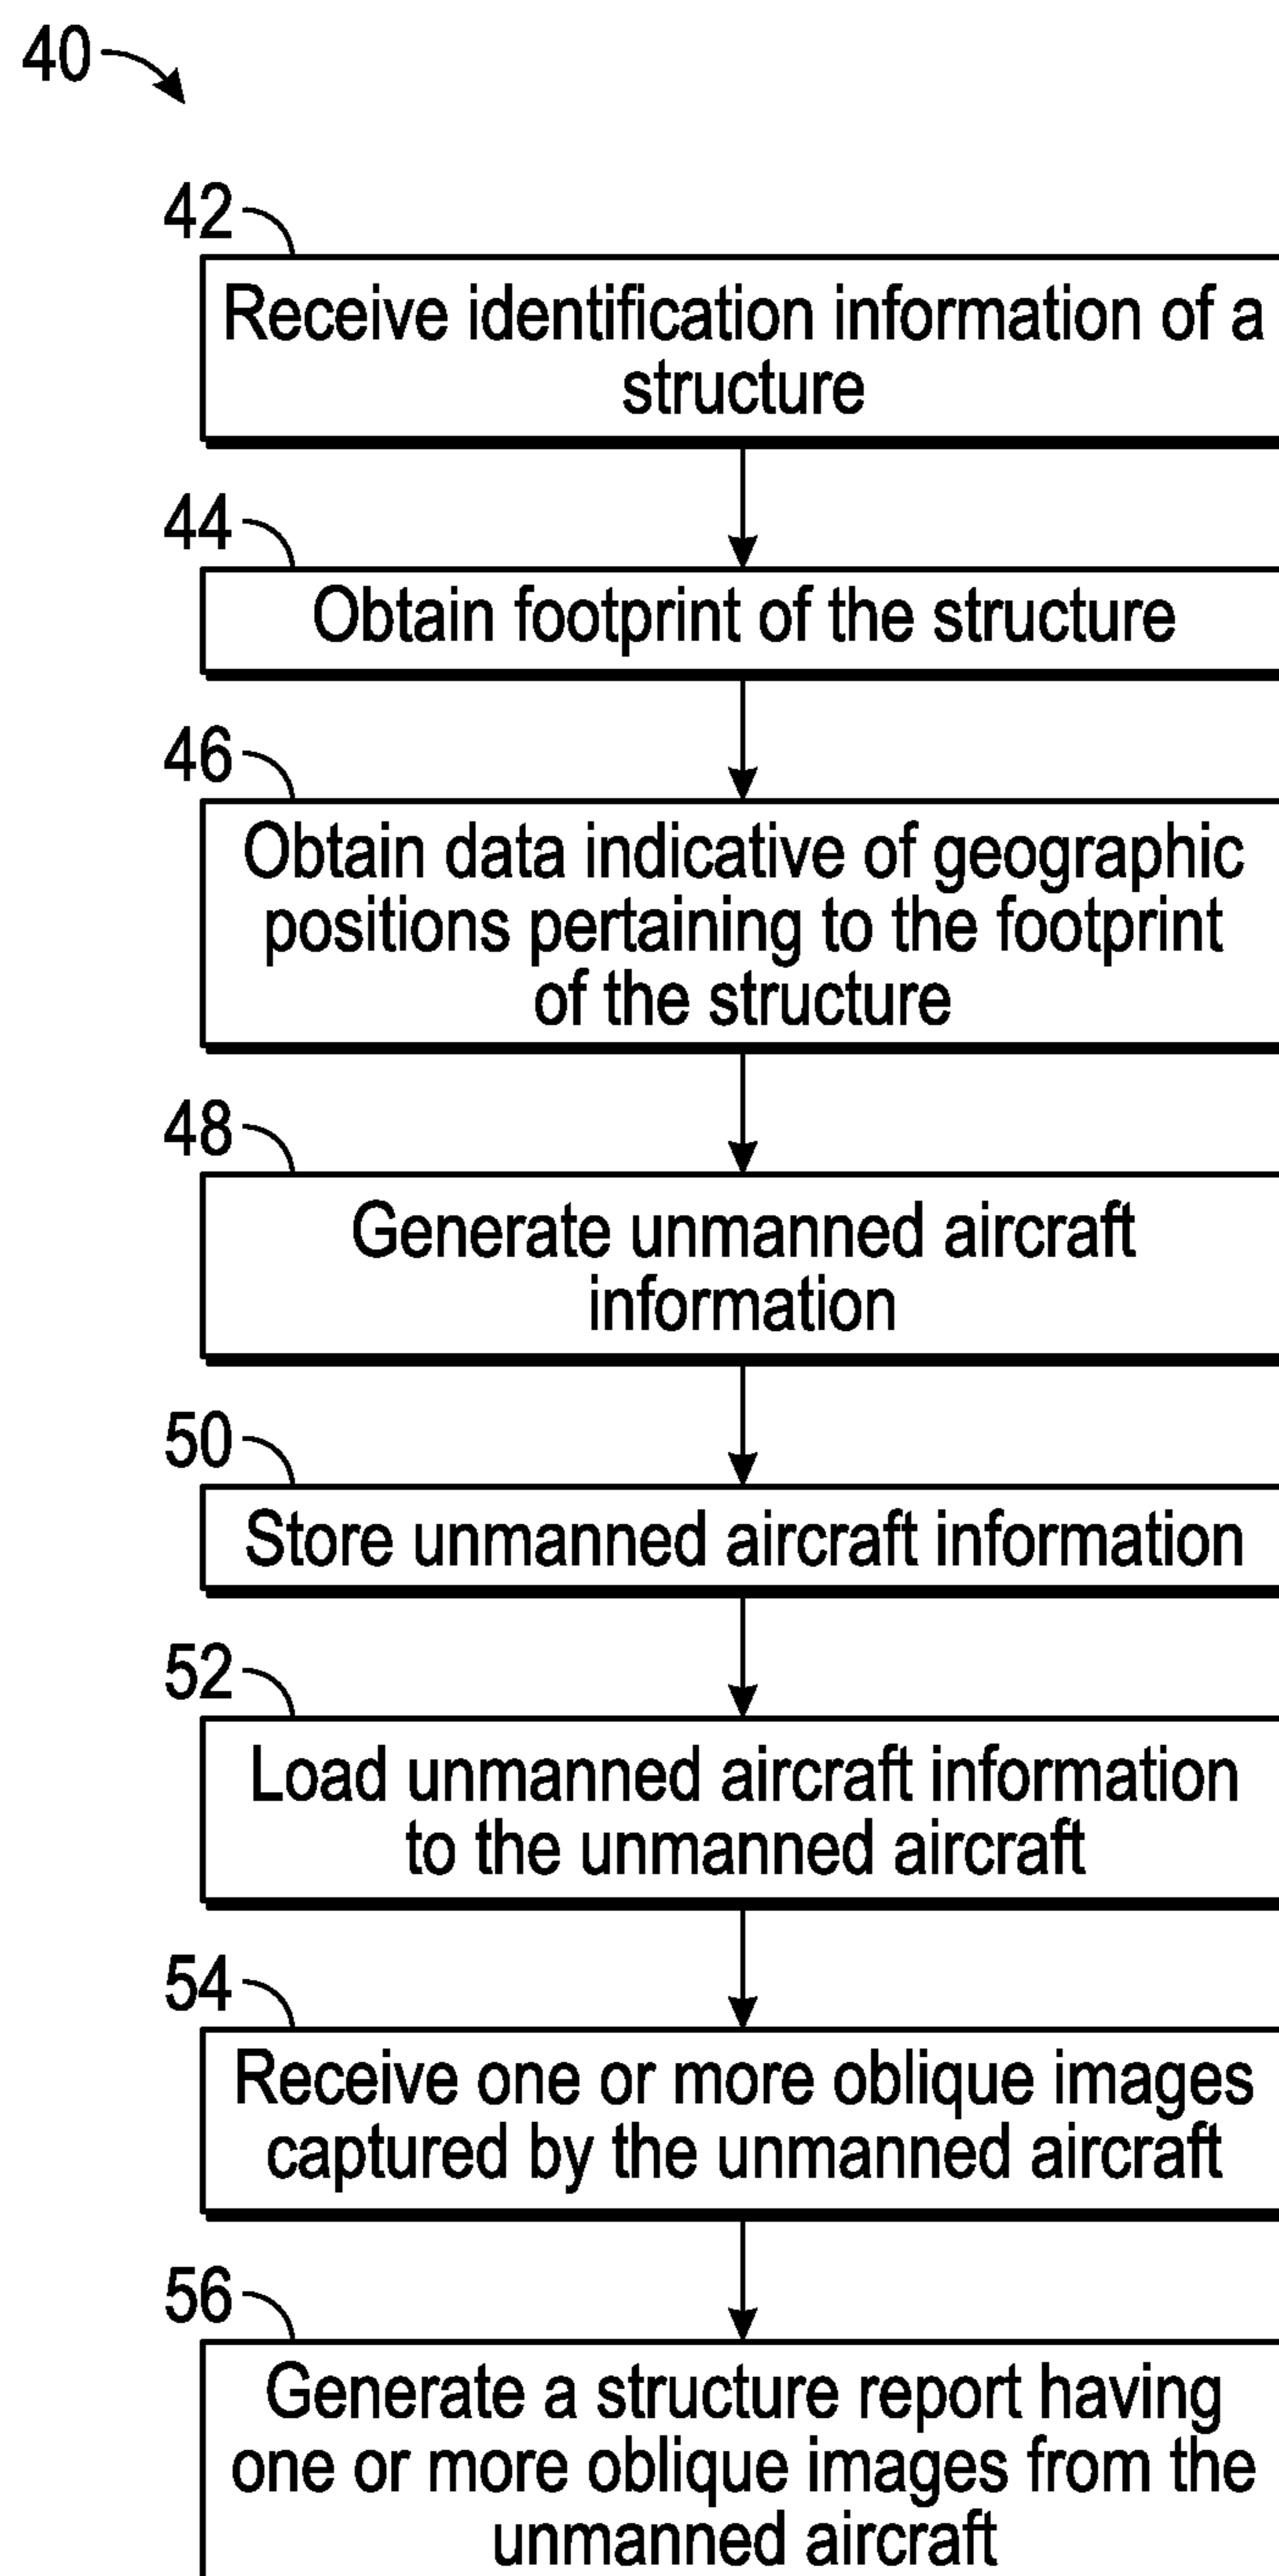 40
42
Receive identification information of a
structure
44
Obtain footprint of the structure
46
Obtain data indicative of geographic
positions pertaining to the footprint
of the structure
48
Generate unmanned aircraft
information
50
Store unmanned aircraft information
52
Load unmanned aircraft information
to the unmanned aircraft
54
Receive one or more oblique images
captured by the unmanned aircraft
56
Generate a structure report having
one or more oblique images from the
unmanned aircraft